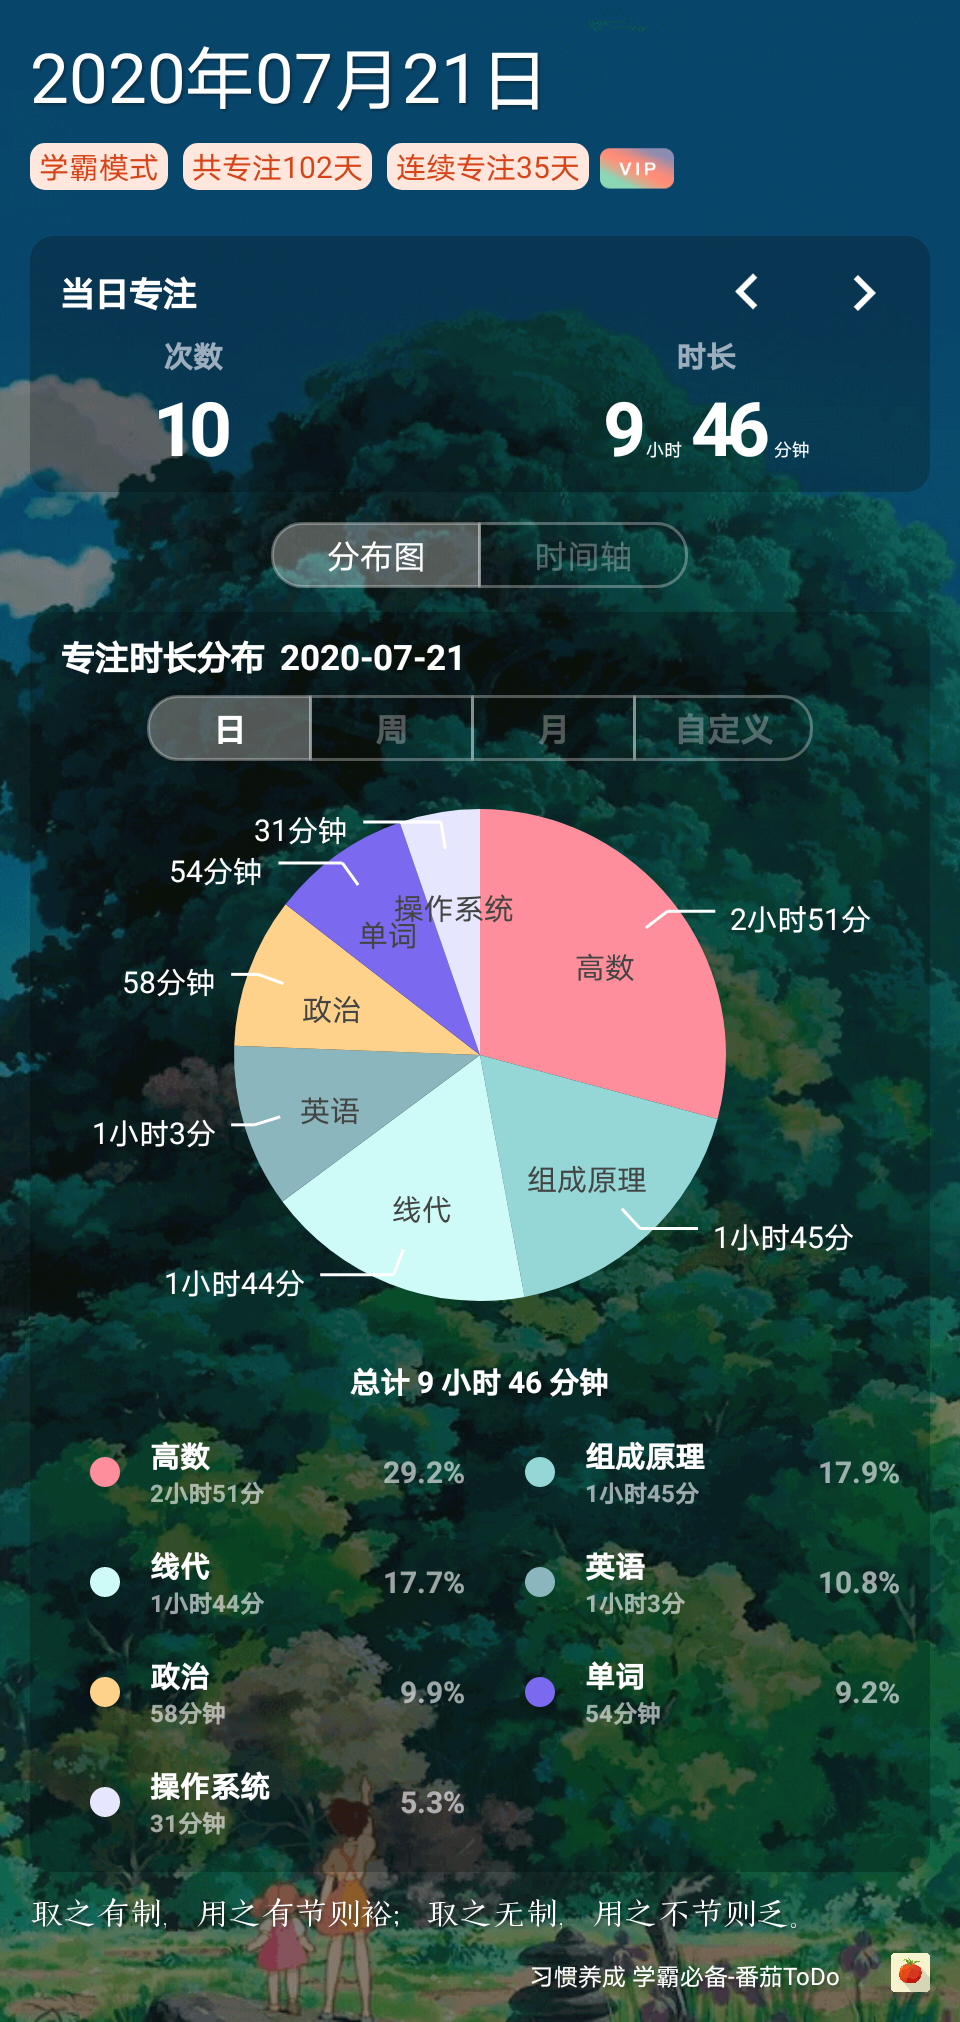 2020年07月21日
学霸模式 共专注102天 连续专注35天 VIP
当日专注
次数 时长
10 9小时46分钟
分布图 时间轴
专注时长分布 2020-07-21
日 周 月 自定义
31分钟
54分钟
操作系统
2小时51分
单词
高数
58分钟
政治
英语
1小时3分
组成原理
线代
1小时45分
1小时44分
总计 9 小时 46 分钟
高数 29.2% 组成原理 17.9%
2小时51分 1小时45分
线代 17.7% 英语 10.8%
1小时44分 1小时3分
政治 9.9% 单词 9.2%
58分钟 54分钟
操作系统 5.3%
31分钟
取之有制，用之有节则裕；取之无制，用之不节则乏。
习惯养成 学霸必备-番茄ToDo